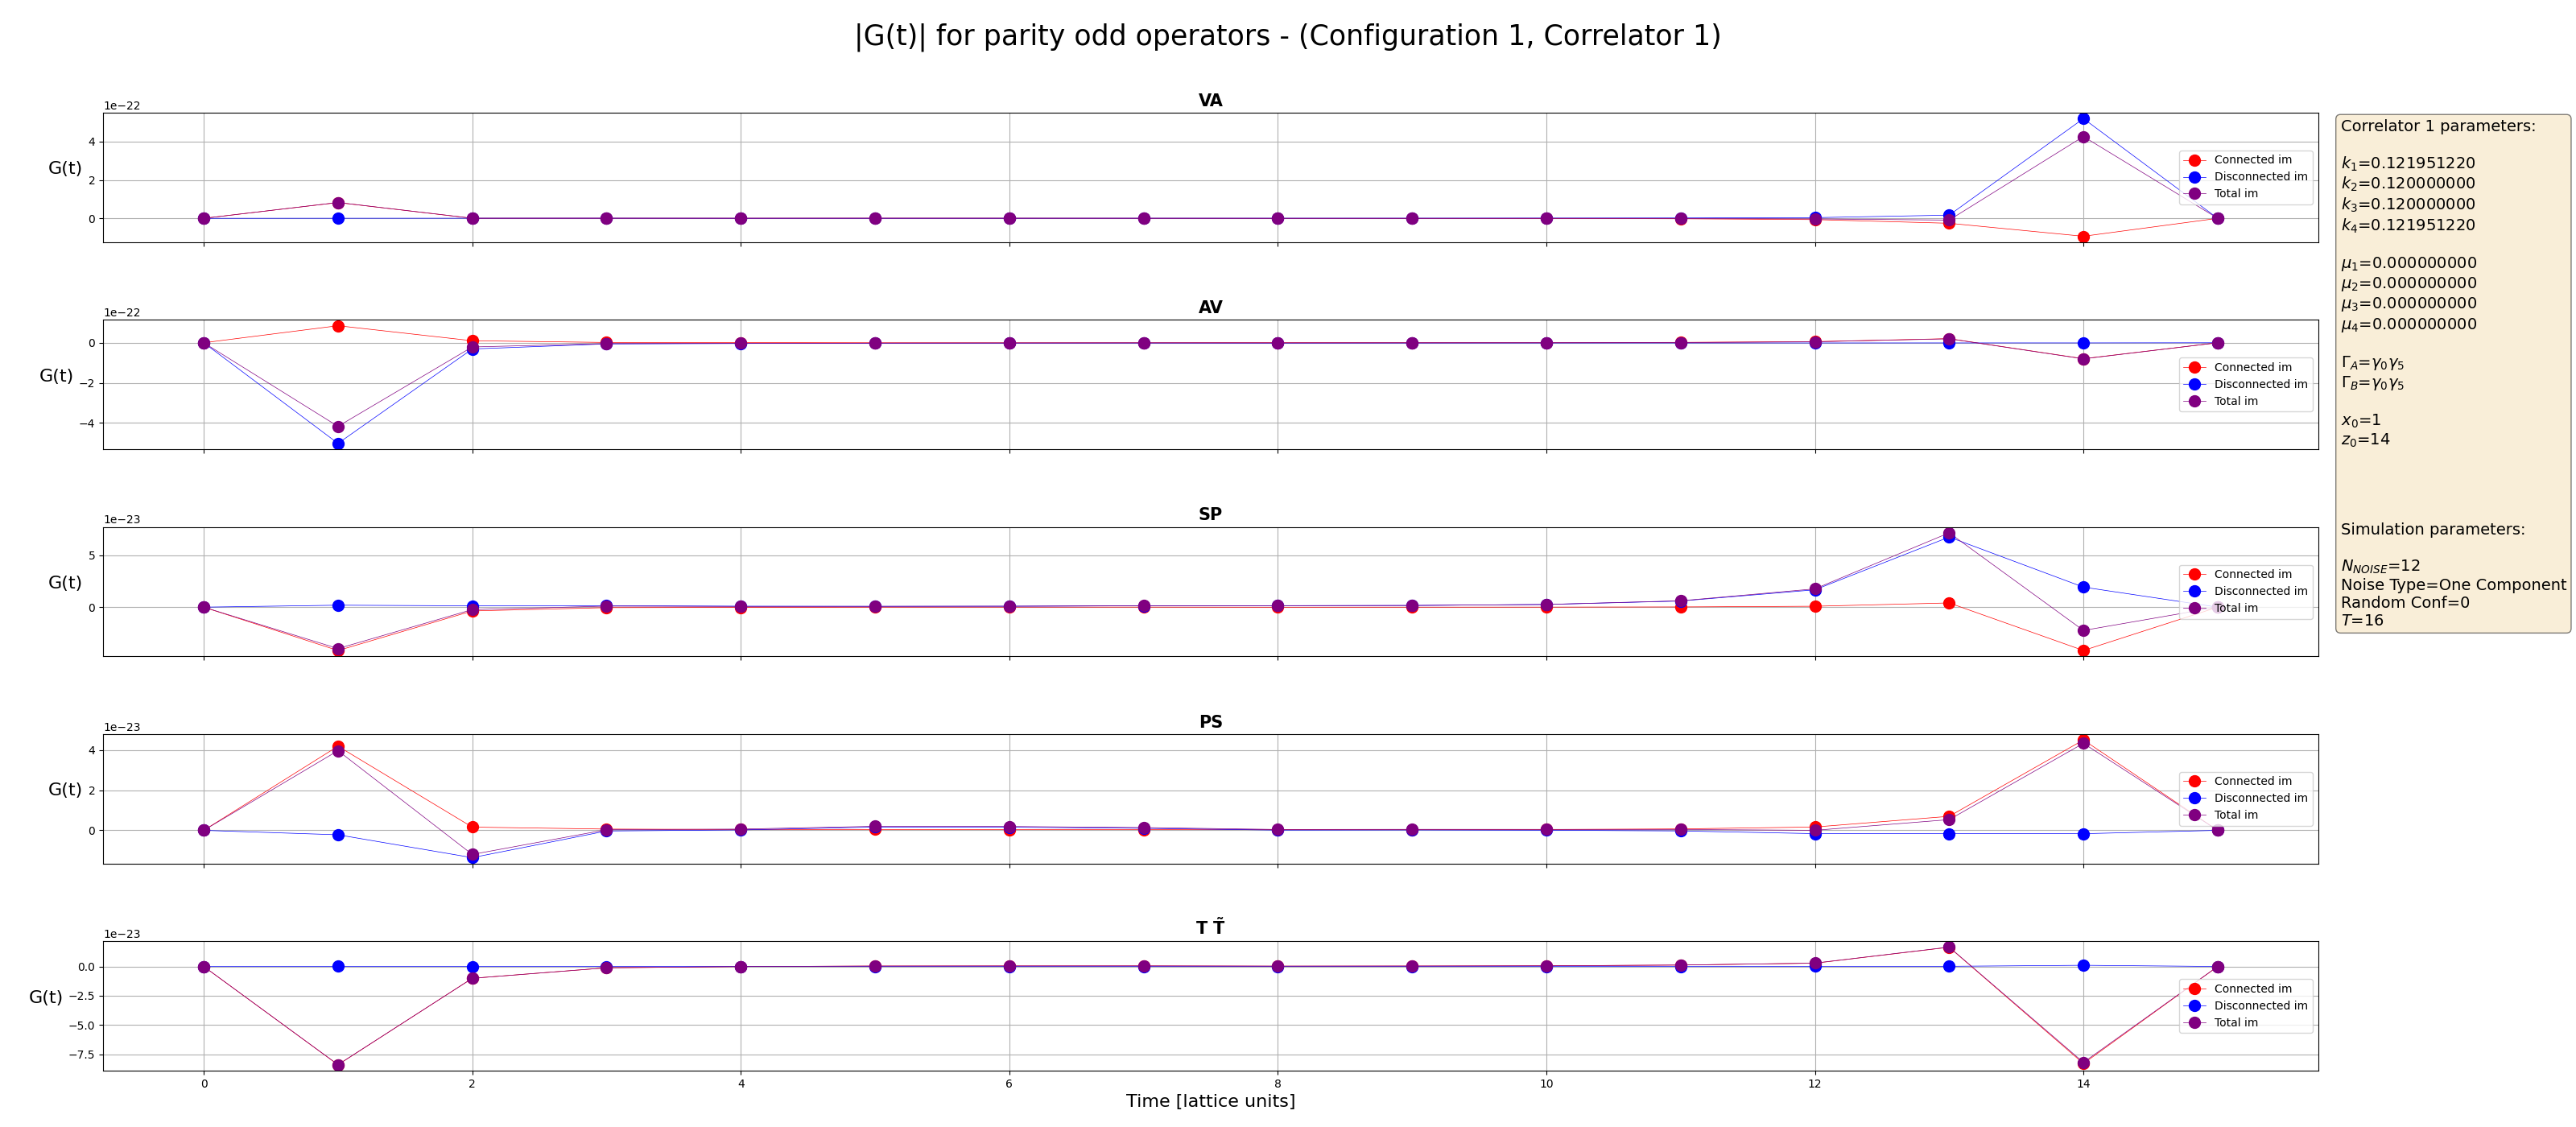 |G(t)| for parity odd operators - (Configuration 1, Correlator 1)
VA
1e−22
4
2
0
G(t)
Connected im
Disconnected im
Total im
AV
1e−22
0
−2
−4
G(t)
Connected im
Disconnected im
Total im
SP
1e−23
5
0
G(t)
Connected im
Disconnected im
Total im
PS
1e−23
4
2
0
G(t)
Connected im
Disconnected im
Total im
T T̃
1e−23
0.0
−2.5
−5.0
−7.5
G(t)
Connected im
Disconnected im
Total im
0 2 4 6 8 10 12 14
Time [lattice units]
Correlator 1 parameters:
k₁=0.121951220
k₂=0.120000000
k₃=0.120000000
k₄=0.121951220
μ₁=0.000000000
μ₂=0.000000000
μ₃=0.000000000
μ₄=0.000000000
Γ_A=γ₀γ₅
Γ_B=γ₀γ₅
x₀=1
z₀=14
Simulation parameters:
N_NOISE=12
Noise Type=One Component
Random Conf=0
T=16